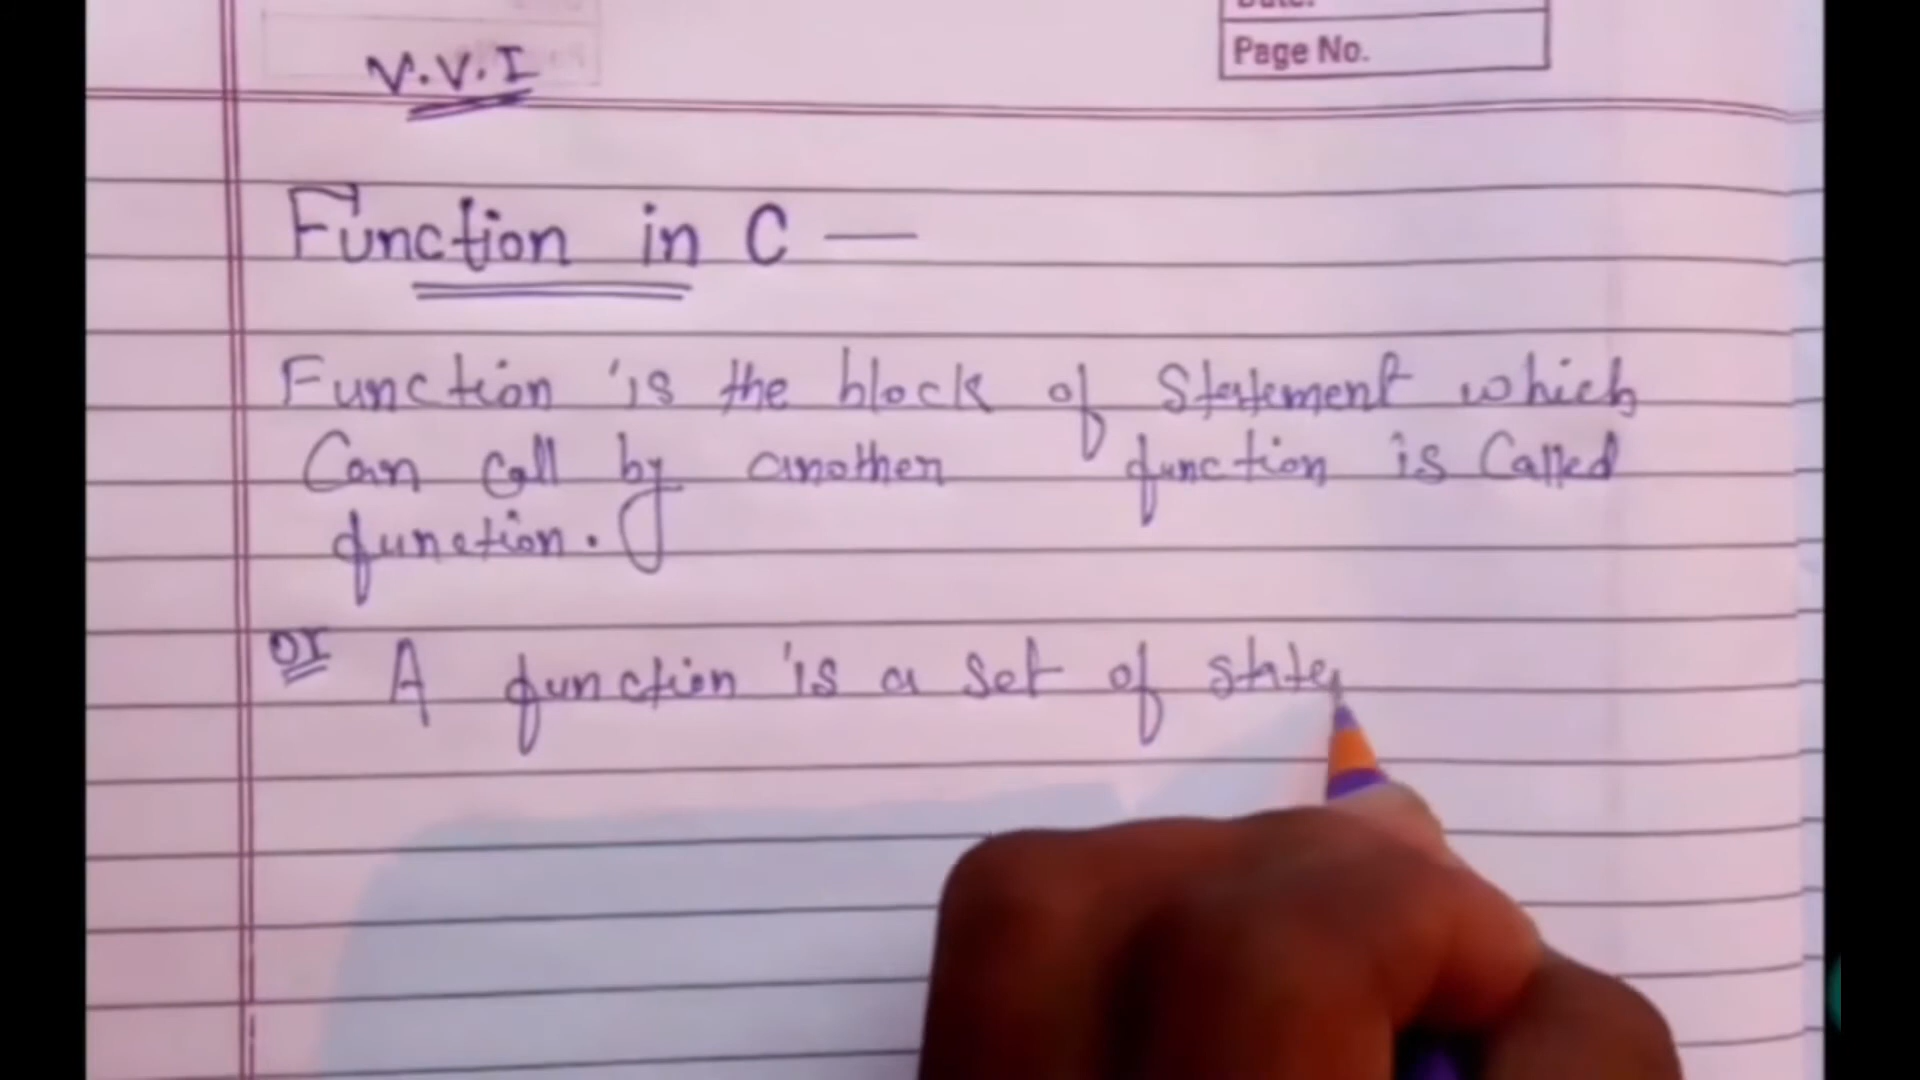 Page No.
V.V.I
Function in C —
Function is the block of Statement which
Can call by another function is Called
function.
or A function is a set of state